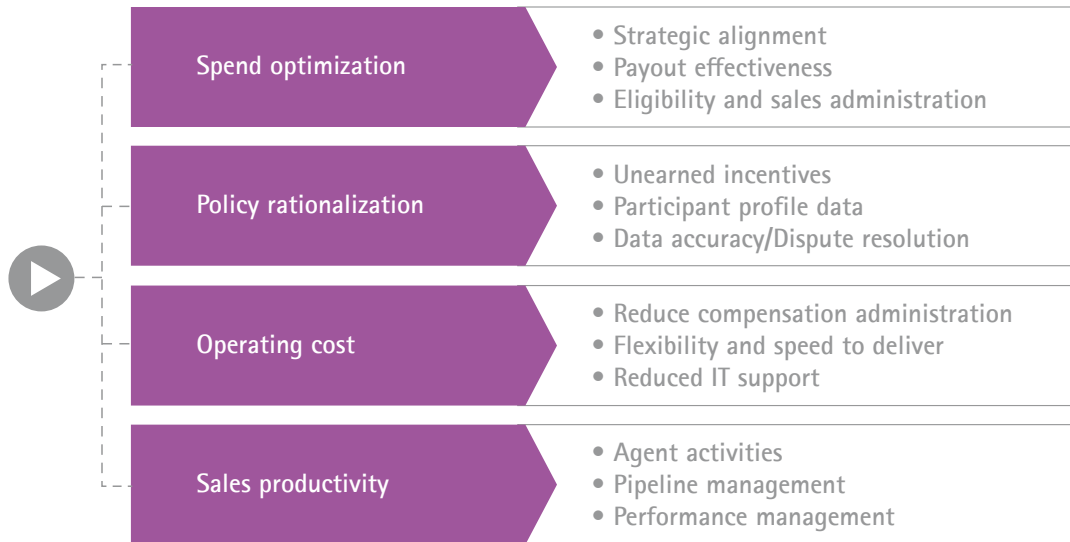 Spend optimization
• Strategic alignment
• Payout effectiveness
• Eligibility and sales administration
Policy rationalization
• Unearned incentives
• Participant profile data
• Data accuracy/Dispute resolution
Operating cost
• Reduce compensation administration
• Flexibility and speed to deliver
• Reduced IT support
Sales productivity
• Agent activities
• Pipeline management
• Performance management